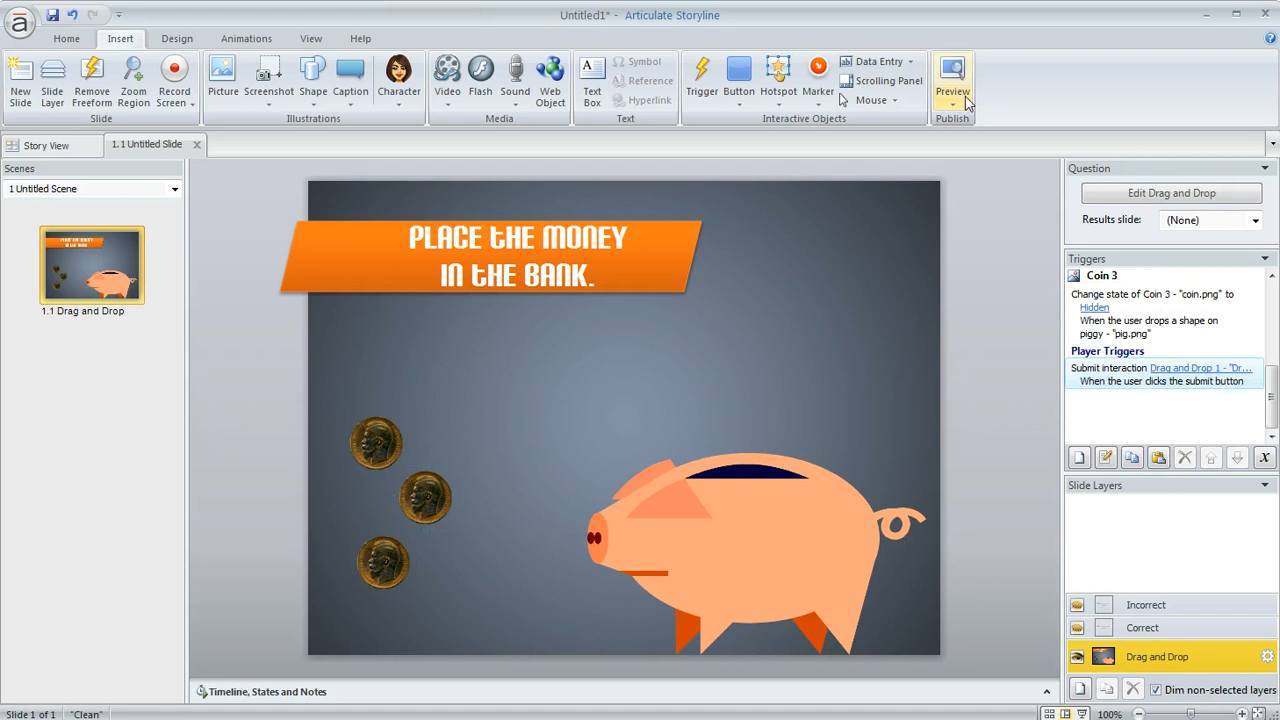 Untitled1* - Articulate Storyline
Home
Insert
Design
Animations
View
Help
New Slide
Slide Layer
Remove Freeform
Zoom Region
Record Screen
Slide
Picture
Screenshot
Shape
Caption
Character
Illustrations
Video
Flash
Sound
Web Object
Media
Text Box
Symbol
Reference
Hyperlink
Text
Trigger
Button
Hotspot
Marker
Data Entry
Scrolling Panel
Mouse
Interactive Objects
Preview
Publish
Story View
1.1 Untitled Slide
Scenes
1 Untitled Scene
PLACE THE MONEY
IN THE BANK.
1.1 Drag and Drop
PLACE THE MONEY
IN THE BANK.
Question
Edit Drag and Drop
Results slide: (None)
Triggers
Coin 3
Change state of Coin 3 - "coin.png" to
Hidden
When the user drops a shape on
piggy - "pig.png"
Player Triggers
Submit interaction Drag and Drop 1 - "Dr...
When the user clicks the submit button
x
Slide Layers
Incorrect
Correct
Drag and Drop
Dim non-selected layers
Timeline, States and Notes
Slide 1 of 1
"Clean"
100%